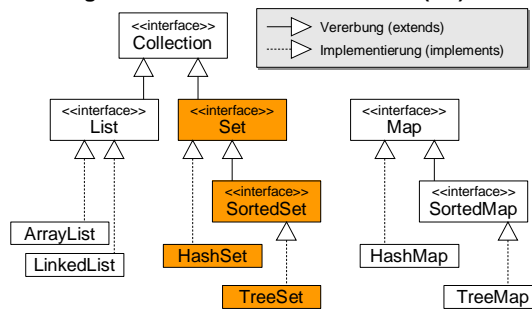 <<interface>>
Collection
Vererbung (extends)
Implementierung (implements)
<<interface>>
List
<<interface>>
Set
<<interface>>
Map
<<interface>>
SortedSet
<<interface>>
SortedMap
ArrayList
LinkedList
HashSet
HashMap
TreeSet
TreeMap